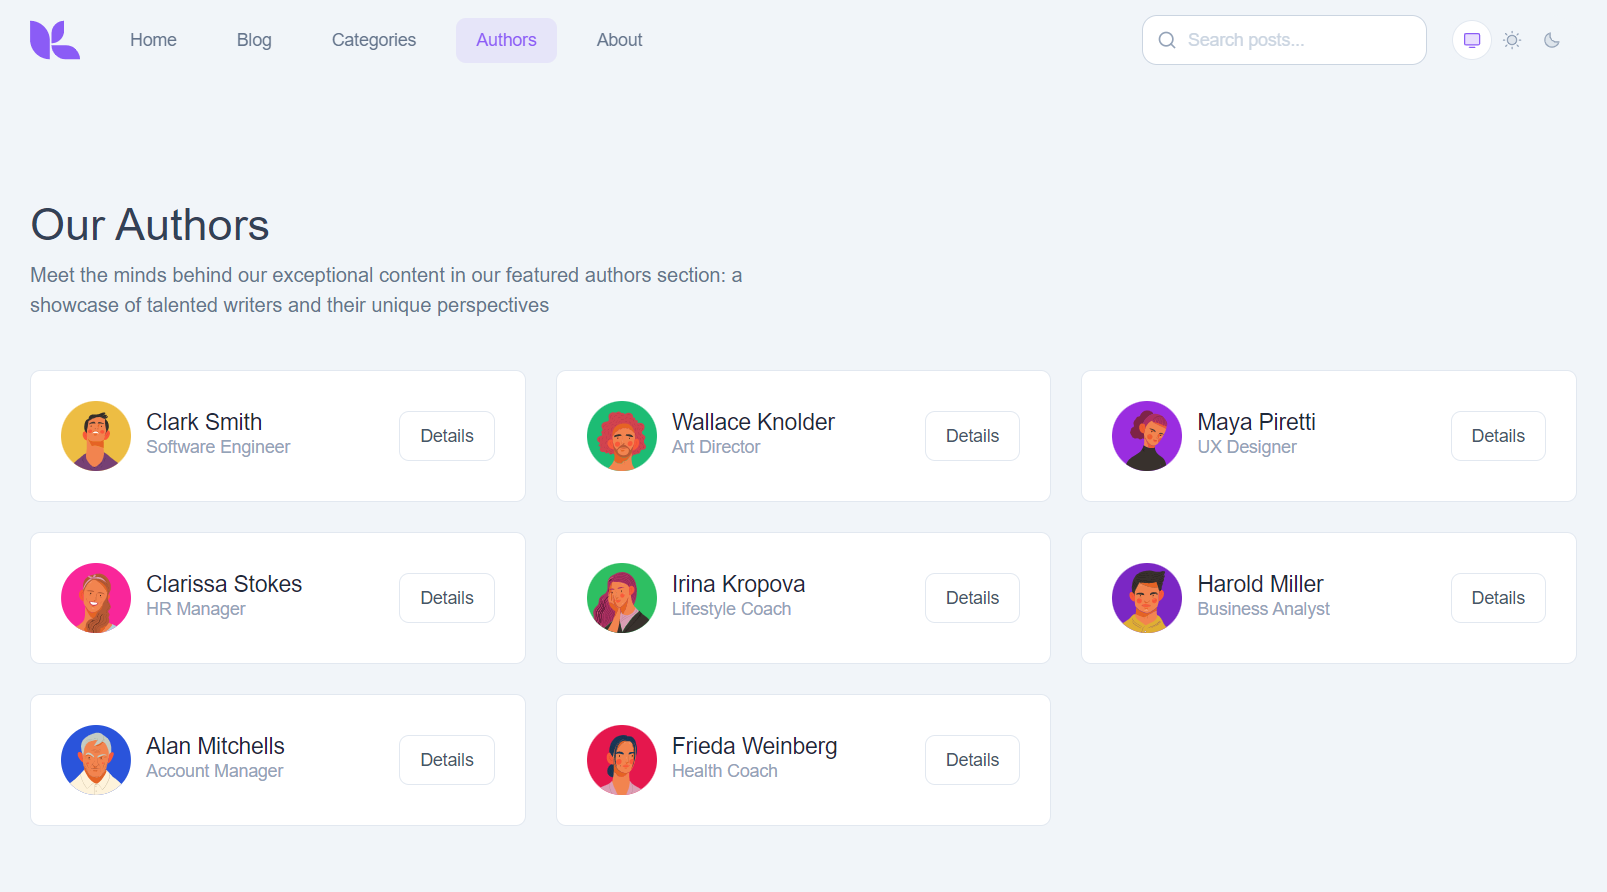 Home Blog Categories Authors About Search posts...
Our Authors
Meet the minds behind our exceptional content in our featured authors section: a
showcase of talented writers and their unique perspectives
Clark Smith
Software Engineer
Details
Wallace Knolder
Art Director
Details
Maya Piretti
UX Designer
Details
Clarissa Stokes
HR Manager
Details
Irina Kropova
Lifestyle Coach
Details
Harold Miller
Business Analyst
Details
Alan Mitchells
Account Manager
Details
Frieda Weinberg
Health Coach
Details